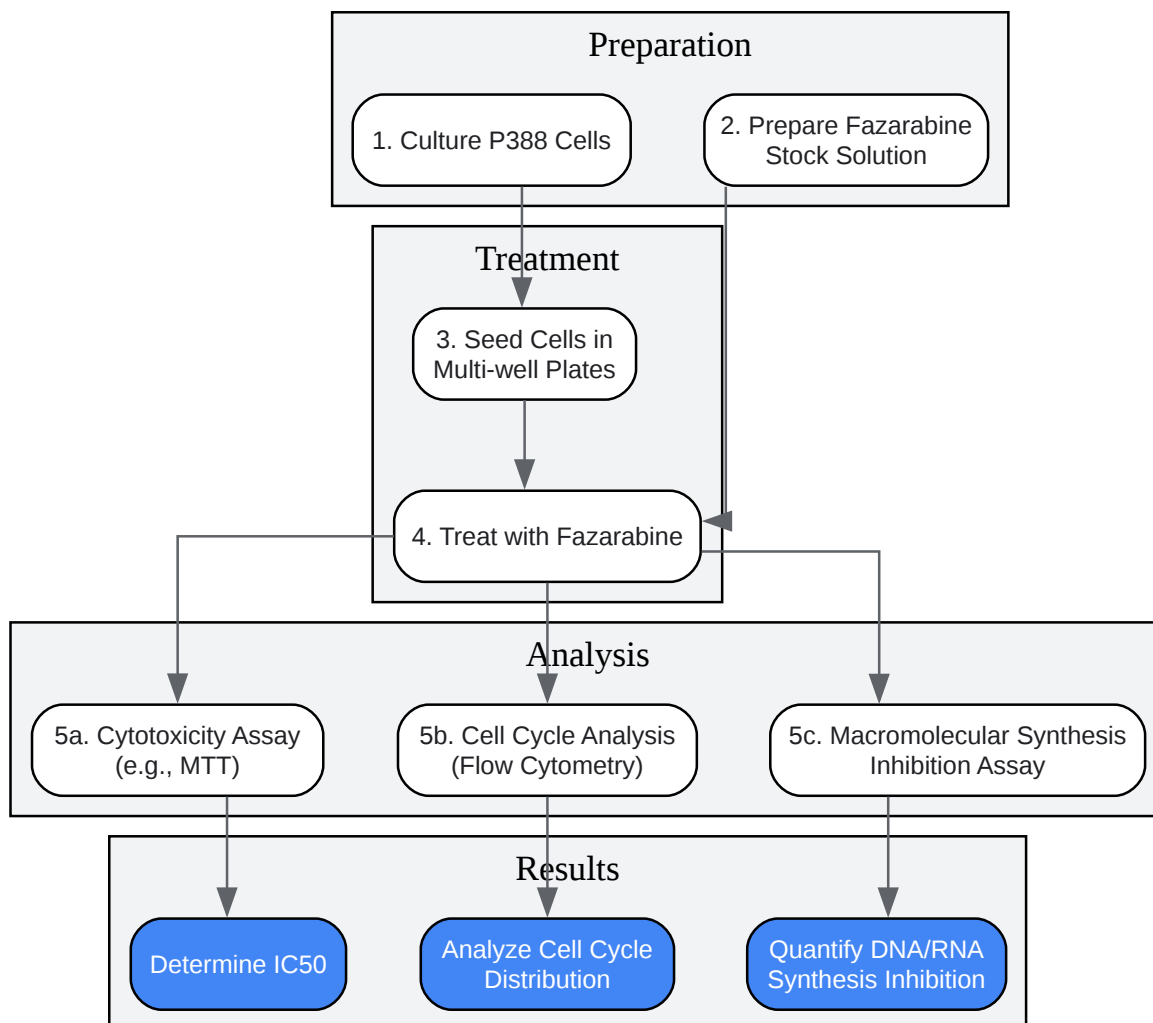 Preparation
1. Culture P388 Cells
2. Prepare Fazarabine
Stock Solution
Treatment
3. Seed Cells in
Multi-well Plates
4. Treat with Fazarabine
Analysis
5a. Cytotoxicity Assay
(e.g., MTT)
5b. Cell Cycle Analysis
(Flow Cytometry)
5c. Macromolecular Synthesis
Inhibition Assay
Results
Determine IC50
Analyze Cell Cycle
Distribution
Quantify DNA/RNA
Synthesis Inhibition